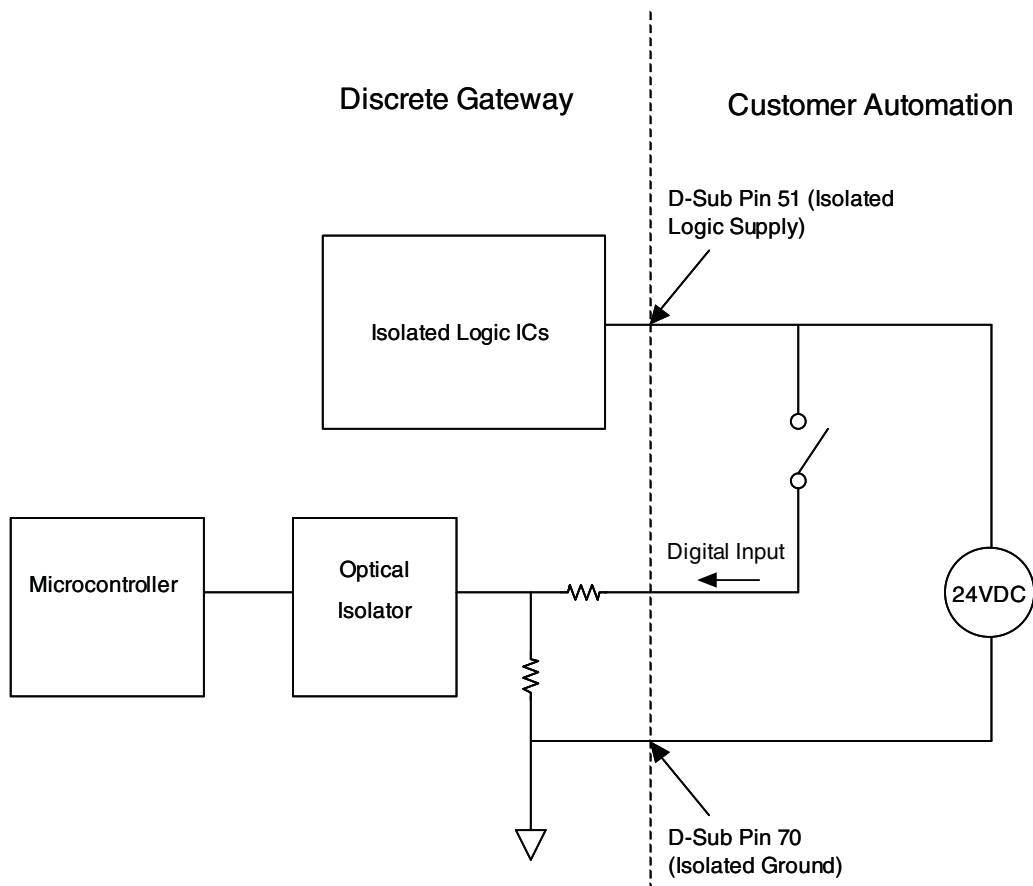 Discrete Gateway
Customer Automation
D-Sub Pin 51 (Isolated
Logic Supply)
Isolated Logic ICs
Digital Input
Microcontroller
Optical
Isolator
24VDC
D-Sub Pin 70
(Isolated Ground)